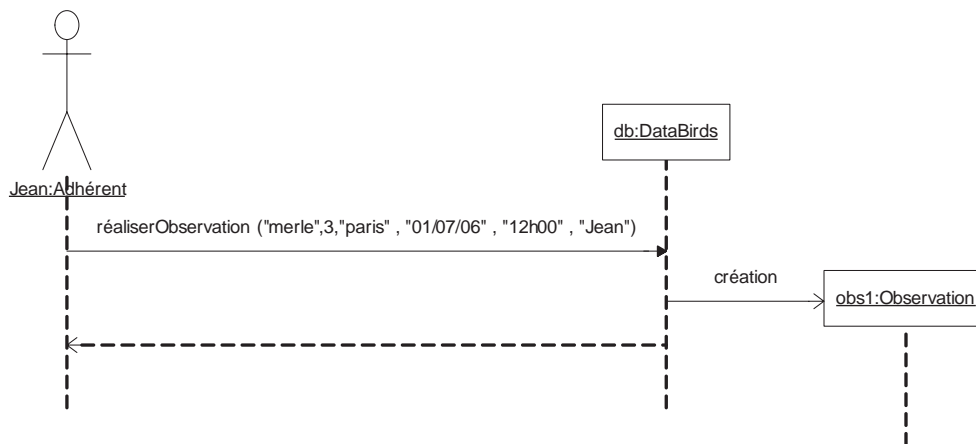 db:DataBirds
Jean:Adhérent
réaliserObservation ("merle",3,"paris" , "01/07/06" , "12h00" , "Jean")
création
obs1:Observation